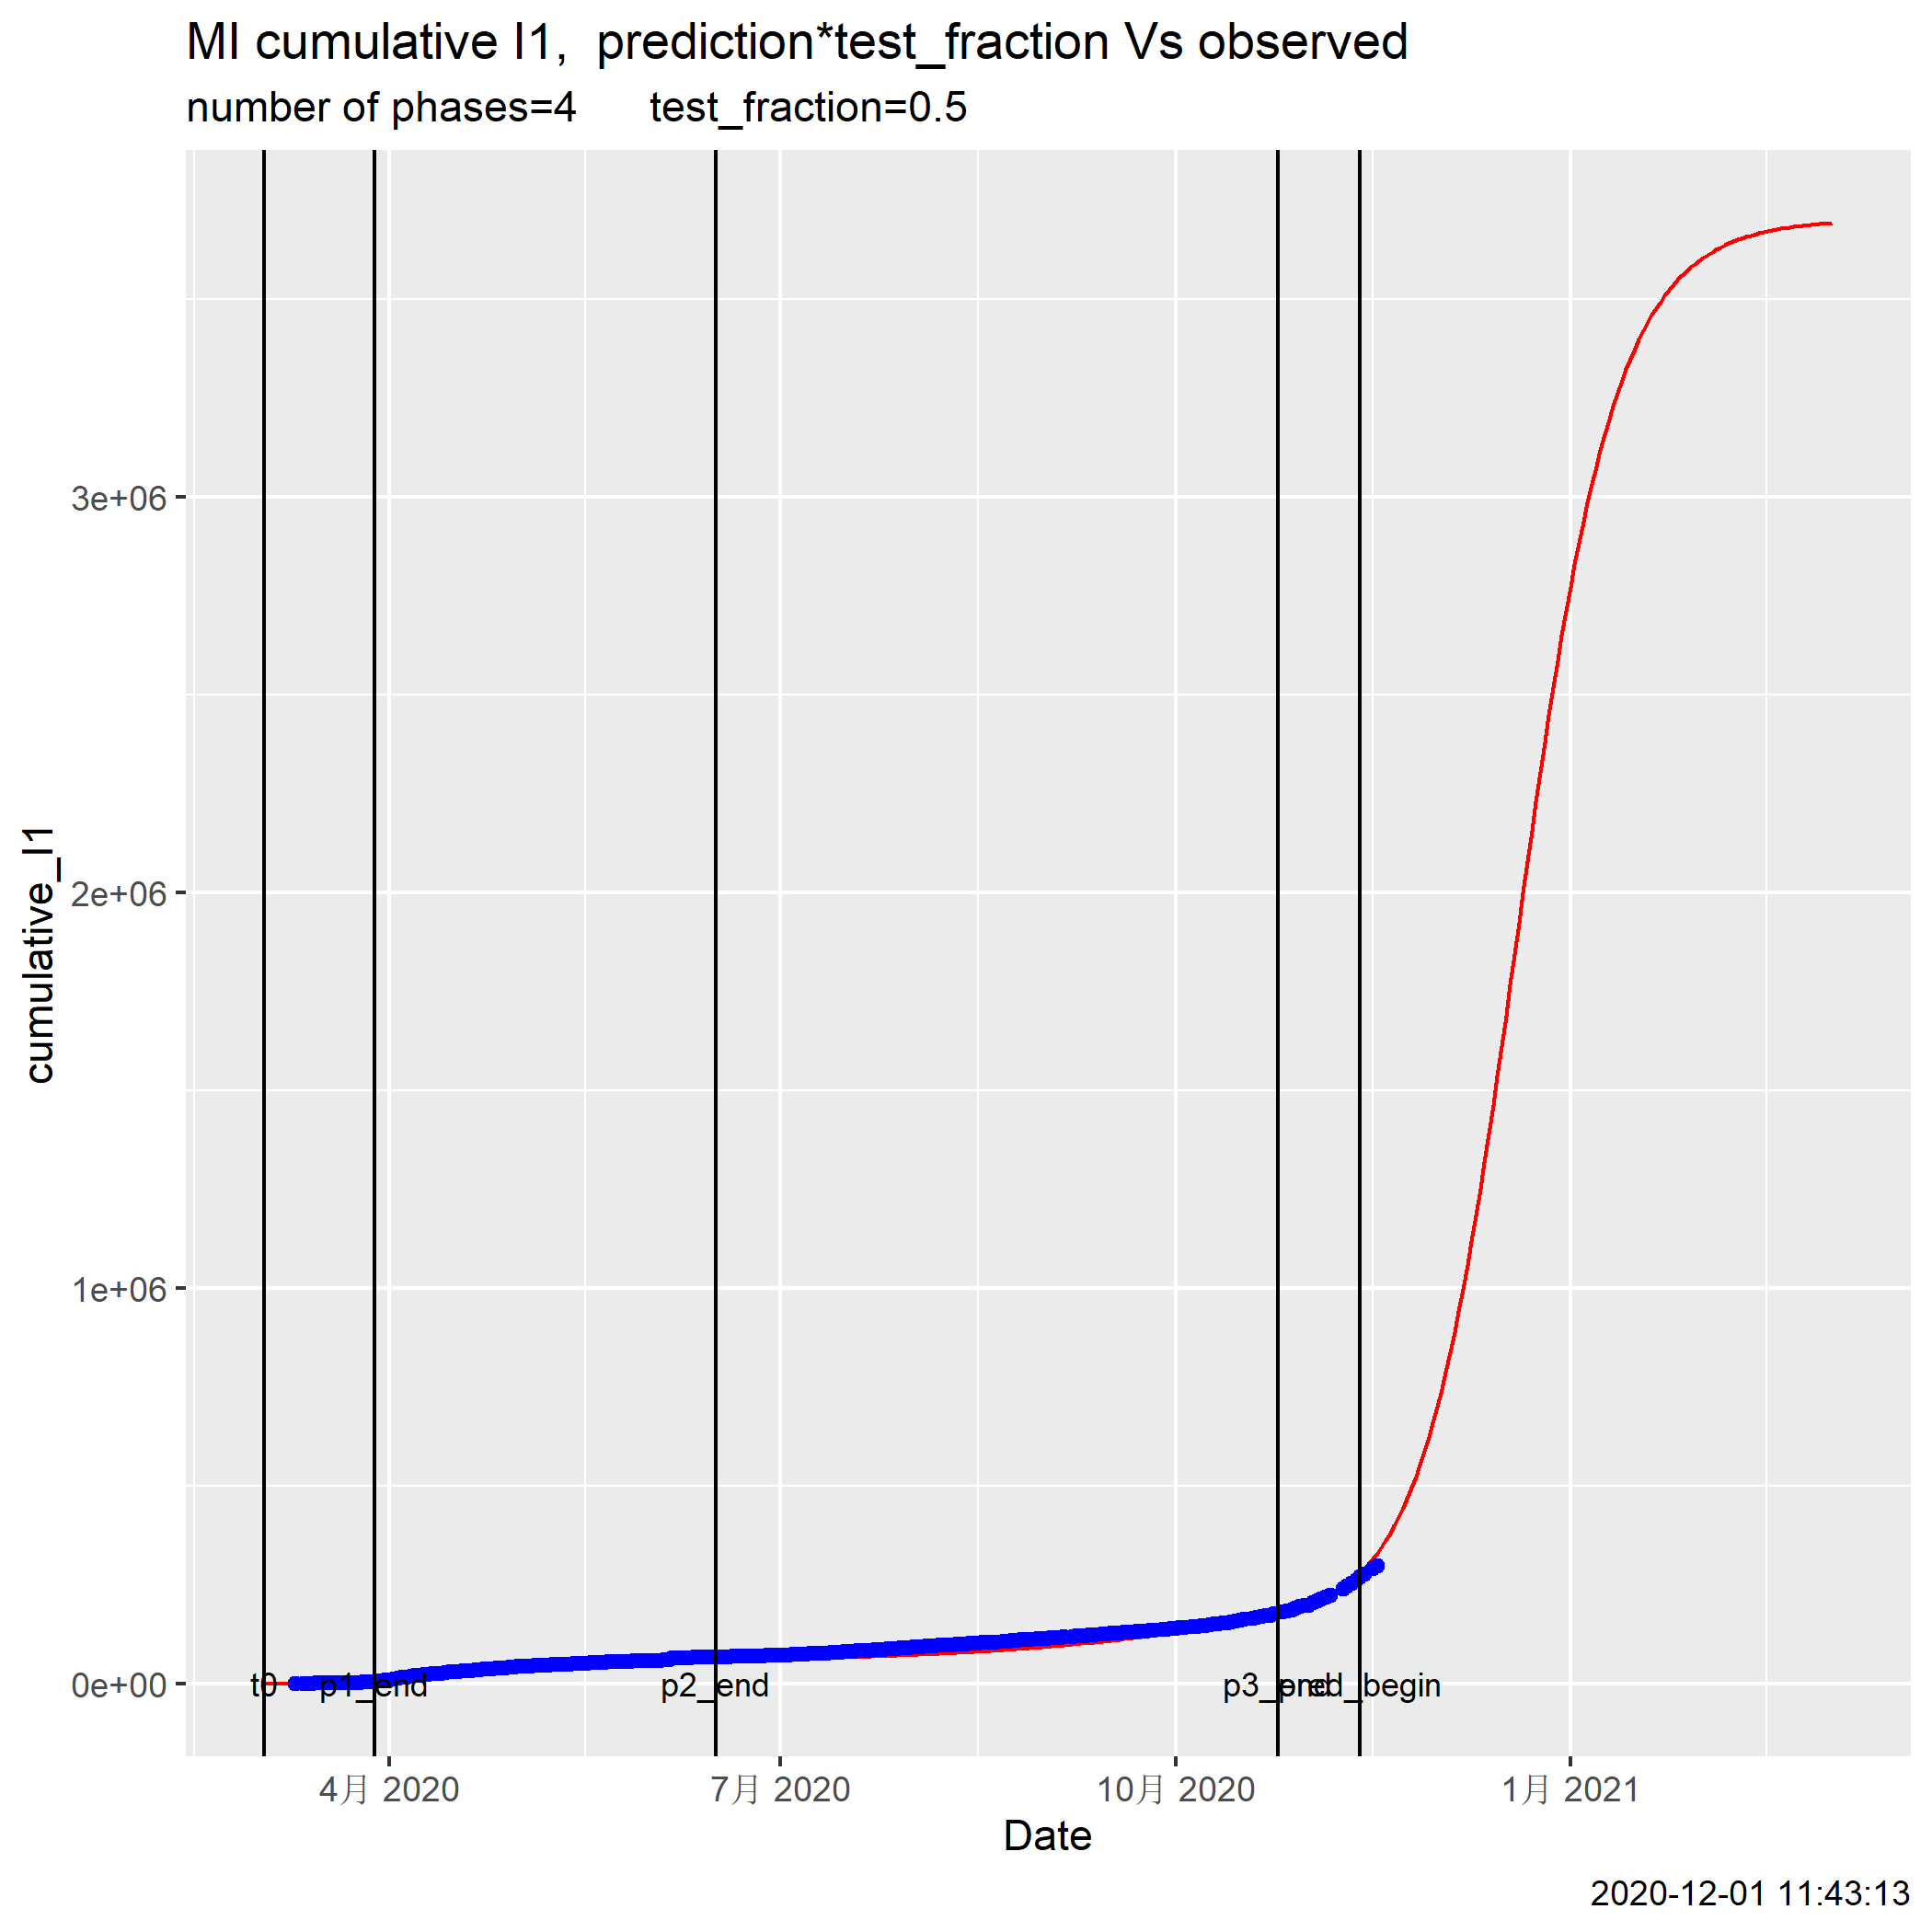 MI cumulative I1,  prediction*test_fraction Vs observed
number of phases=4      test_fraction=0.5
cumulative_I1
3e+06
2e+06
1e+06
0e+00
t0
p1_end
p2_end
p3_end
pred_begin
4月 2020
7月 2020
10月 2020
1月 2021
Date
2020-12-01 11:43:13